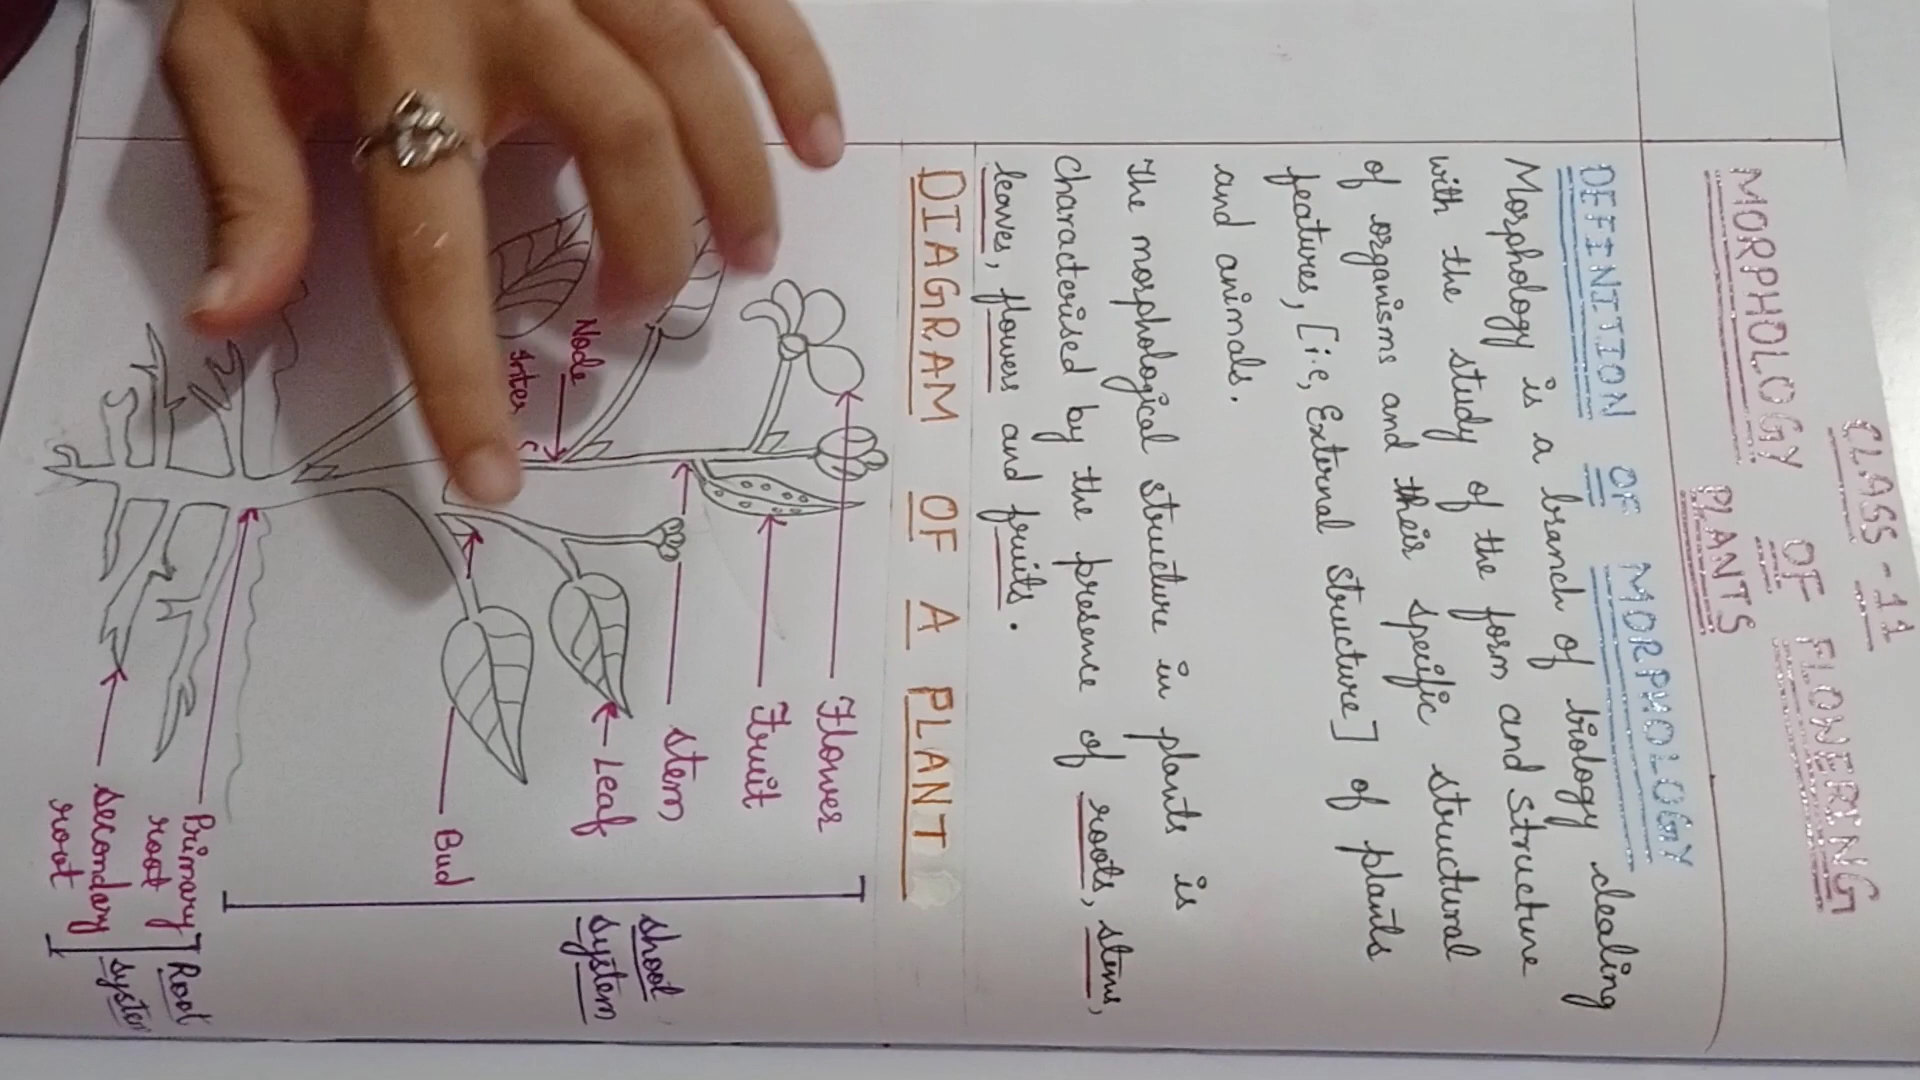 CLASS - 11
MORPHOLOGY OF FLOWERING
PLANTS
DEFINITION OF MORPHOLOGY
Morphology is a branch of biology dealing
with the study of the form and structure
of organisms and their specific structural
features, [i.e, External structure] of plants
and animals.
The morphological structure in plants is
characterised by the presence of roots, stems,
leaves, flowers and fruits.
DIAGRAM OF A PLANT
Flower
Fruit
stem
Leaf
Node
Inter
Bud
shoot
system
Primary
root
secondary
root
Root
system